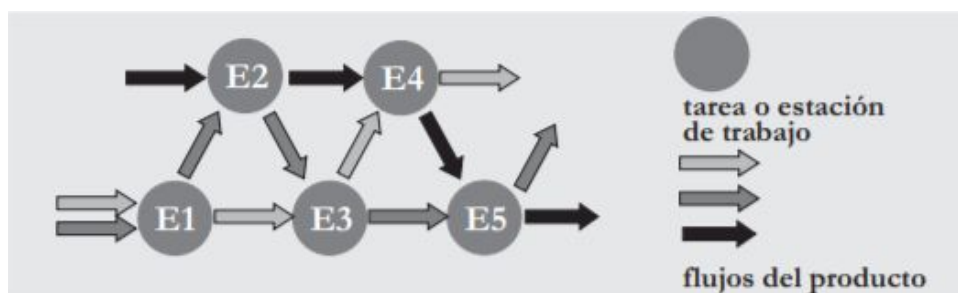 E2
E4
E1
E3
E5
tarea o estación
de trabajo
flujos del producto